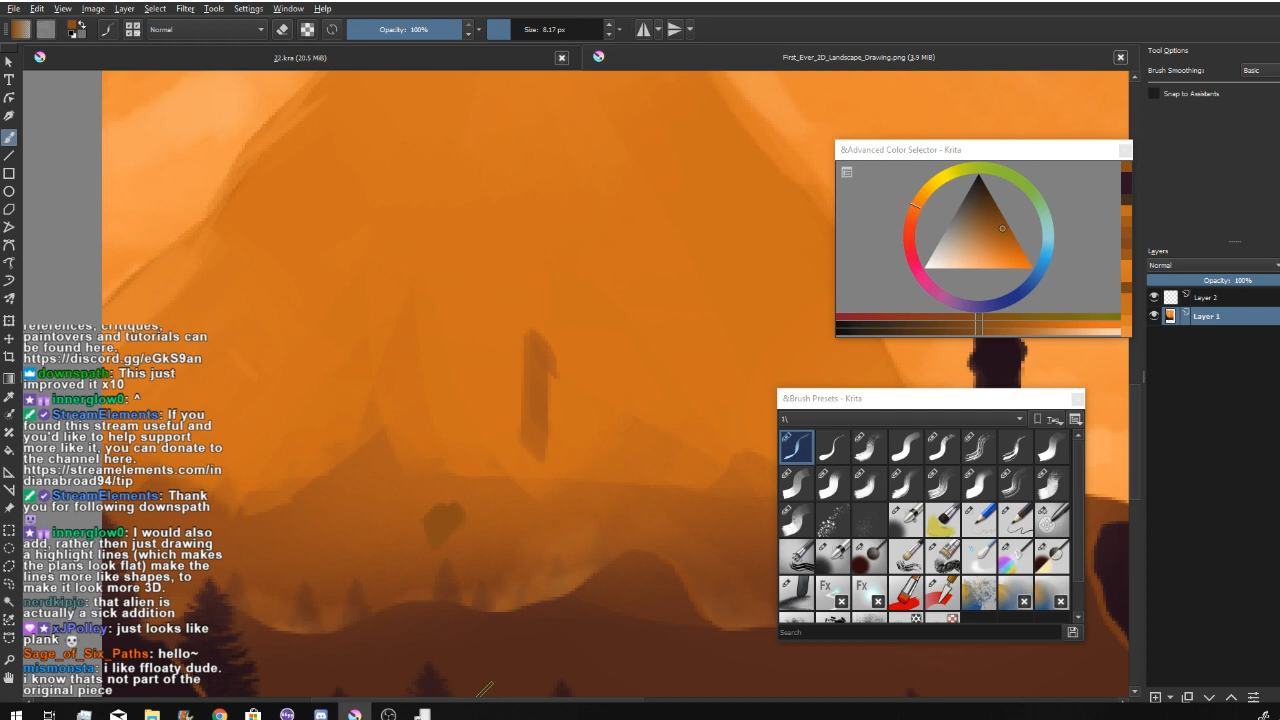 File Edit View Image Layer Select Filter Tools Settings Window Help
Normal Opacity: 100% Size: 8.17 px
22.kra (20.5 MiB) First_Ever_2D_Landscape_Drawing.png (3.9 MiB)
Tool Options
Brush Smoothing: Basic
Snap to Assistants
&Advanced Color Selector - Krita
Layers
Normal
Opacity: 100%
Layer 2
Layer 1
references, critiques,
paintovers and tutorials can
be found here.
https://discord.gg/eGkS9an
downspath: This just
improved it x10
innerglow0: ^
StreamElements: If you
found this stream useful and
you'd like to help support
more like it, you can donate to
the channel here.
https://streamelements.com/in
dianabroad94/tip
StreamElements: Thank
you for following downspath
innerglow0: I would also
add, rather then just drawing
a highlight lines (which makes
the plans look flat) make the
lines more like shapes, to
make it look more 3D.
nerdkipje: that alien is
actually a sick addition
xJPolley: just looks like
plank
Sage_of_Six_Paths: hello~
mismonsta: i like ffloaty dude.
i know thats not part of the
original piece
&Brush Presets - Krita
1\
Tag
Fx Fx
Search